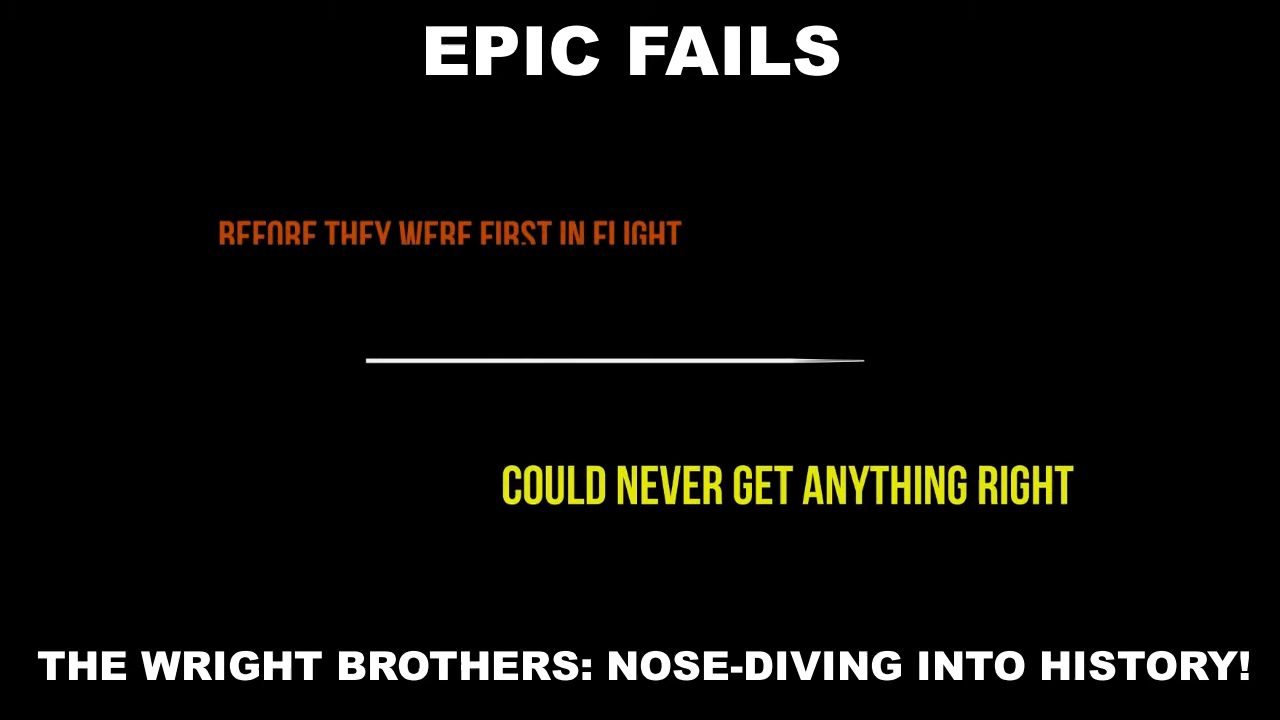 EPIC FAILS
BEFORE THEY WERE FIRST IN FLIGHT
COULD NEVER GET ANYTHING RIGHT
THE WRIGHT BROTHERS: NOSE-DIVING INTO HISTORY!